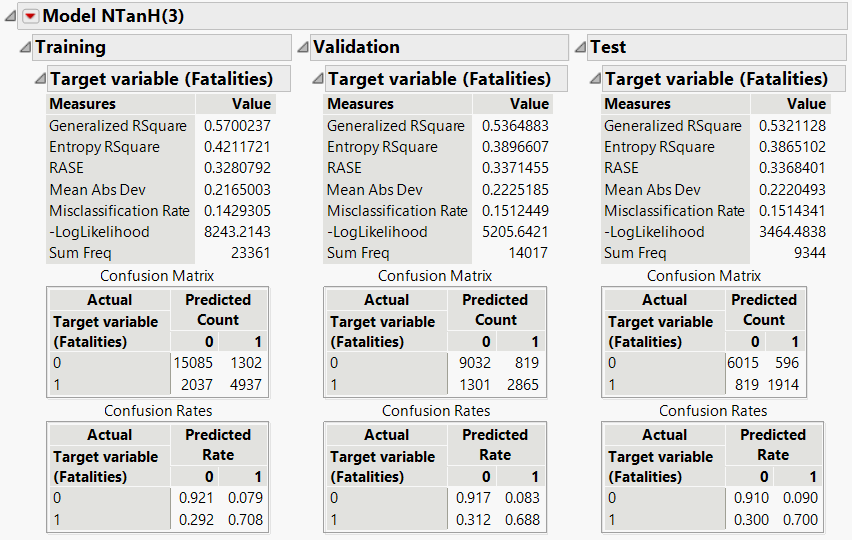 Model NTanH(3)
Training
Target variable (Fatalities)
Measures Value
Generalized RSquare 0.5700237
Entropy RSquare 0.4211721
RASE 0.3280792
Mean Abs Dev 0.2165003
Misclassification Rate 0.1429305
-LogLikelihood 8243.2143
Sum Freq 23361
Confusion Matrix
Actual Predicted
Target variable Count
(Fatalities) 0 1
0 15085 1302
1 2037 4937
Confusion Rates
Actual Predicted
Target variable Rate
(Fatalities) 0 1
0 0.921 0.079
1 0.292 0.708
Validation
Target variable (Fatalities)
Measures Value
Generalized RSquare 0.5364883
Entropy RSquare 0.3896607
RASE 0.3371455
Mean Abs Dev 0.2225185
Misclassification Rate 0.1512449
-LogLikelihood 5205.6421
Sum Freq 14017
Confusion Matrix
Actual Predicted
Target variable Count
(Fatalities) 0 1
0 9032 819
1 1301 2865
Confusion Rates
Actual Predicted
Target variable Rate
(Fatalities) 0 1
0 0.917 0.083
1 0.312 0.688
Test
Target variable (Fatalities)
Measures Value
Generalized RSquare 0.5321128
Entropy RSquare 0.3865102
RASE 0.3368401
Mean Abs Dev 0.2220493
Misclassification Rate 0.1514341
-LogLikelihood 3464.4838
Sum Freq 9344
Confusion Matrix
Actual Predicted
Target variable Count
(Fatalities) 0 1
0 6015 596
1 819 1914
Confusion Rates
Actual Predicted
Target variable Rate
(Fatalities) 0 1
0 0.910 0.090
1 0.300 0.700